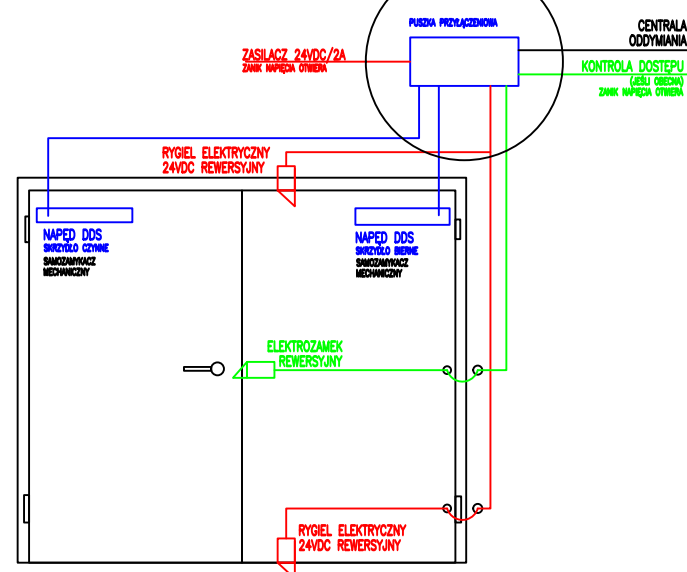 PUSZKA PRZYŁĄCZENIOWA
CENTRALA
ODDYMIANIA
ZASILACZ 24VDC/2A
ZANIK NAPIĘCIA OTWIERA
KONTROLA DOSTĘPU
(JEŚLI OBECNA)
ZANIK NAPIĘCIA OTWIERA
RYGIEL ELEKTRYCZNY
24VDC REWERSYJNY
NAPĘD DDS
SKRZYDŁO CZYNNE
SAMOZAMYKACZ
MECHANICZNY
NAPĘD DDS
SKRZYDŁO BIERNE
SAMOZAMYKACZ
MECHANICZNY
ELEKTROZAMEK
REWERSYJNY
RYGIEL ELEKTRYCZNY
24VDC REWERSYJNY